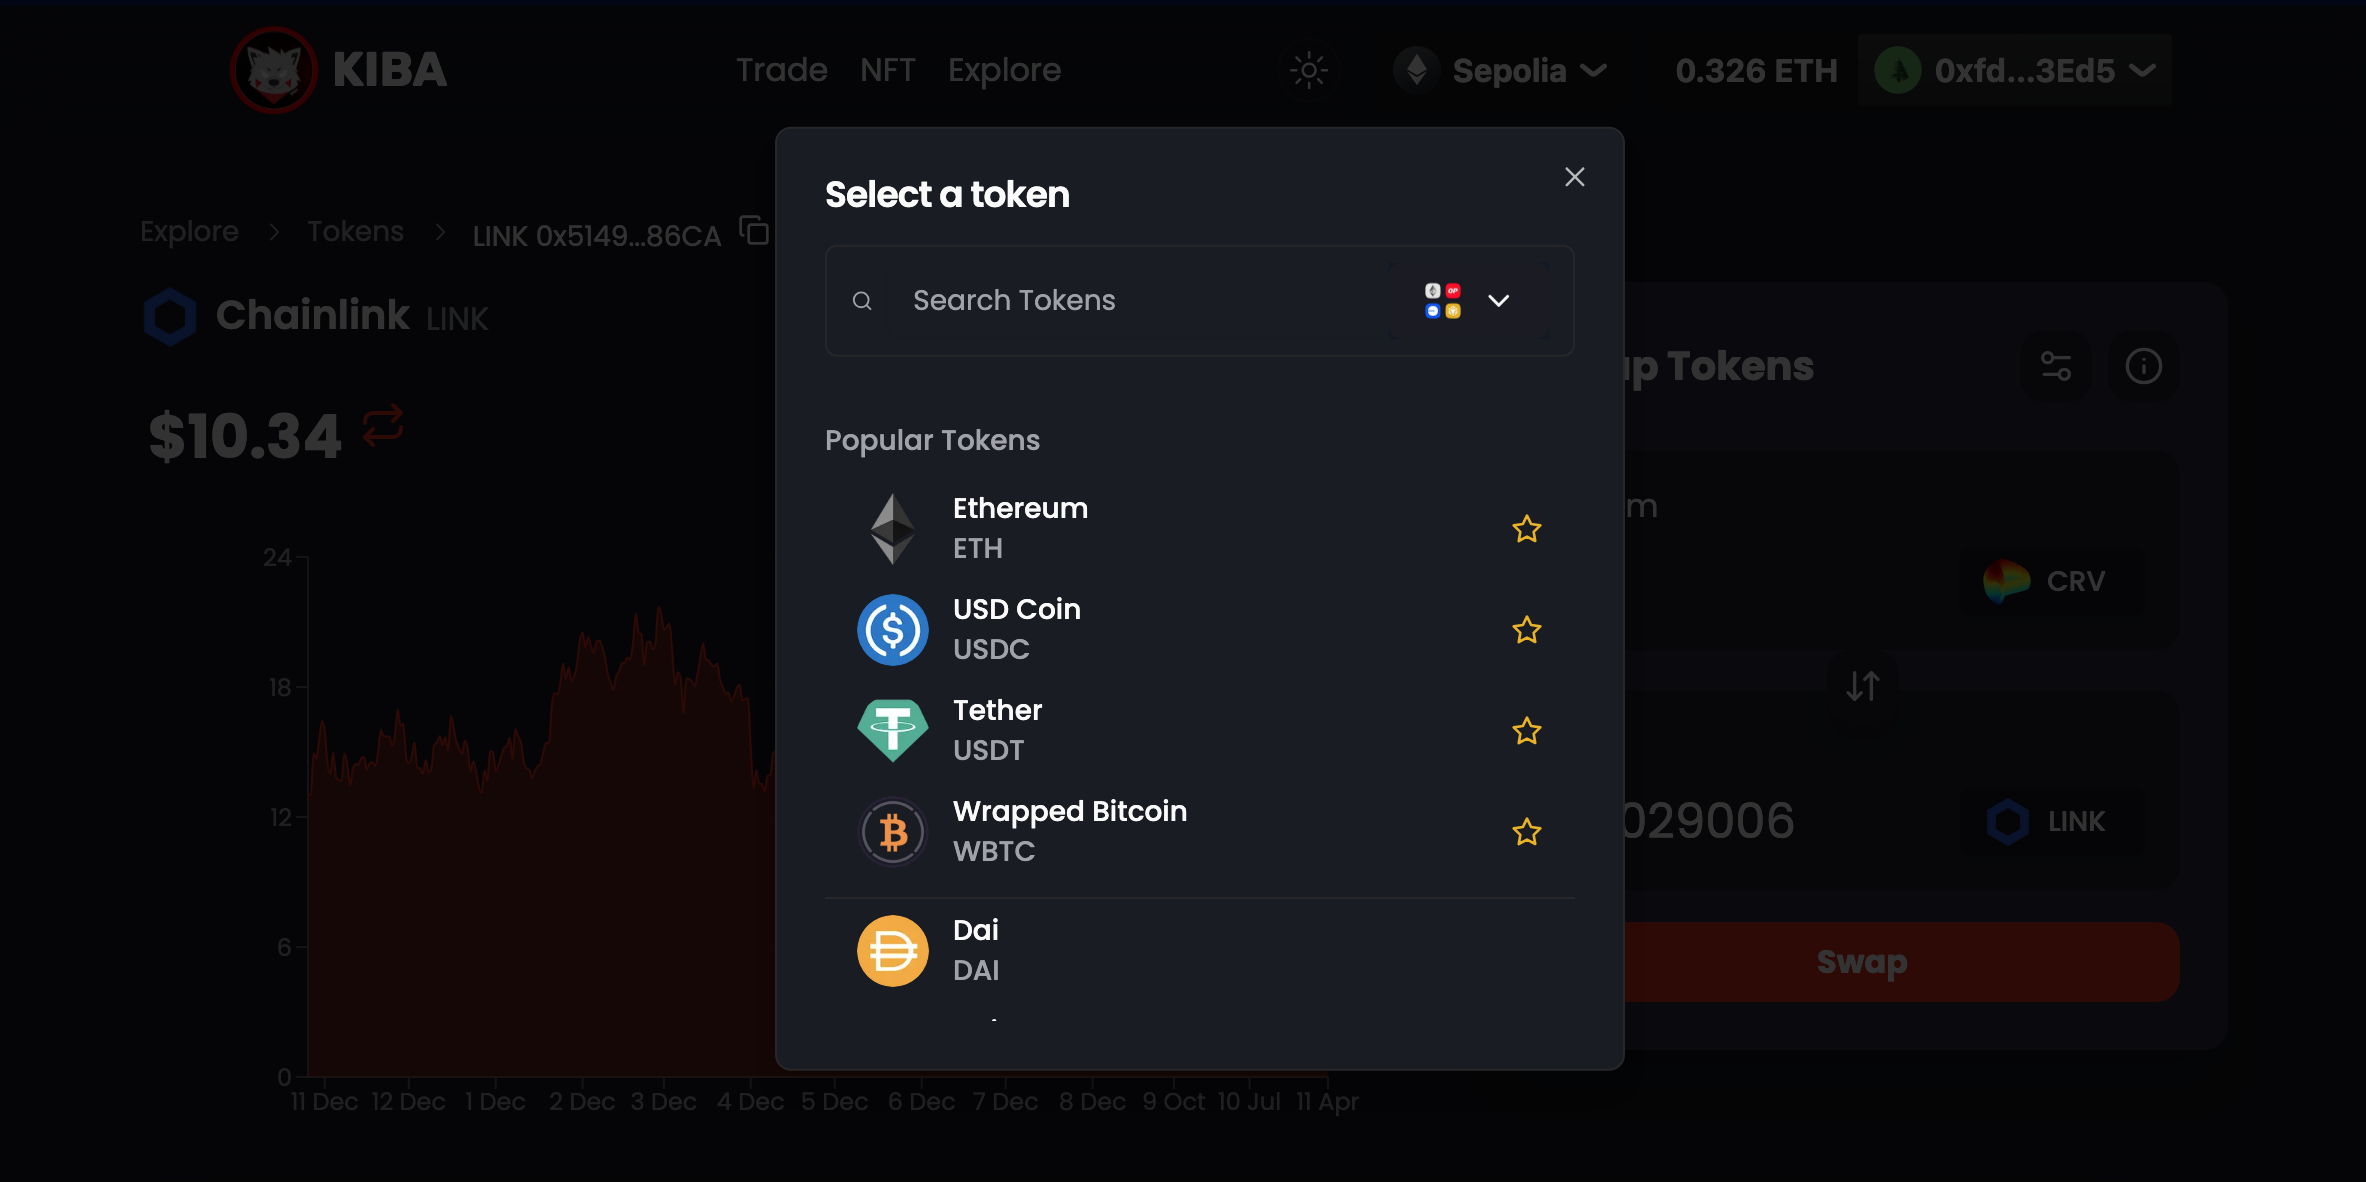 KIBA
Trade NFT Explore
Sepolia
0.326 ETH
0xfd...3Ed5
Explore > Tokens > LINK 0x5149...86CA
Chainlink LINK
$10.34
24
18
12
6
0
11 Dec 12 Dec 1 Dec 2 Dec 3 Dec 4 Dec 5 Dec 6 Dec 7 Dec 8 Dec 9 Oct 10 Jul 11 Apr
Select a token
Search Tokens
OP
Popular Tokens
Ethereum
ETH
USD Coin
USDC
Tether
USDT
Wrapped Bitcoin
WBTC
Dai
DAI
Tokens
CRV
029006
LINK
Swap